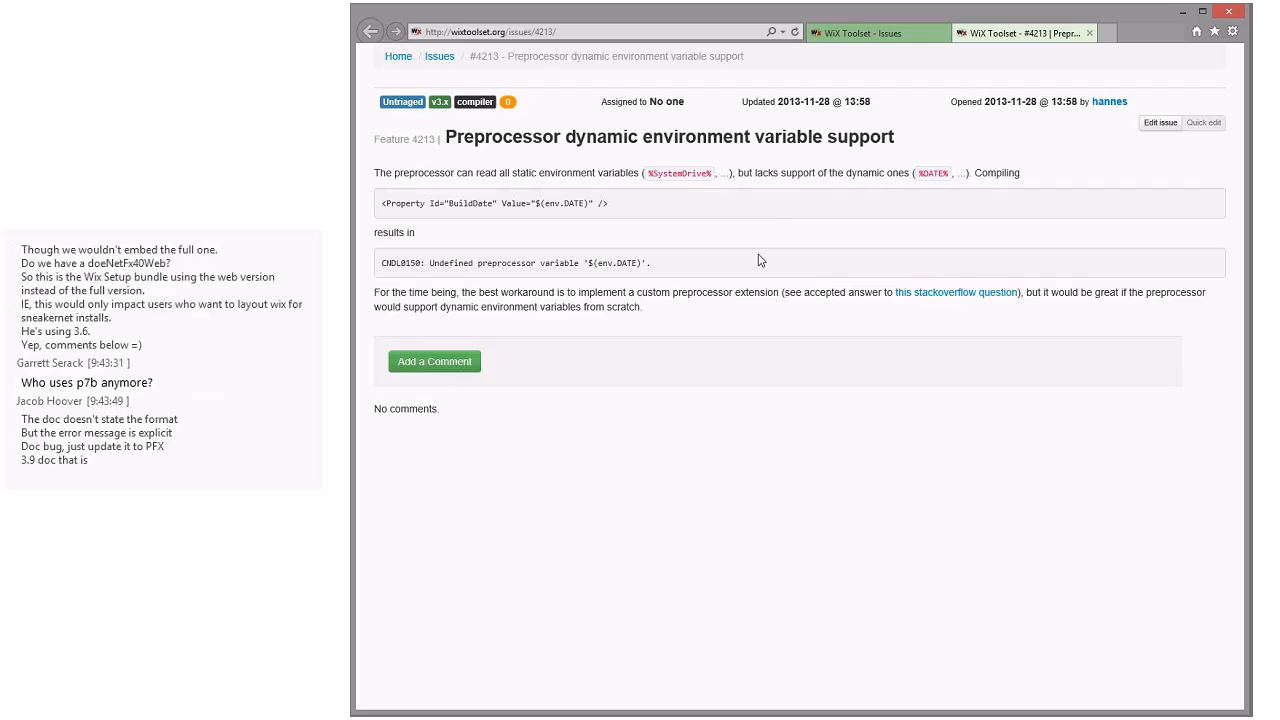 Though we wouldn't embed the full one.
Do we have a doeNetFx40Web?
So this is the Wix Setup bundle using the web version
instead of the full version.
IE, this would only impact users who want to layout wix for
sneakernet installs.
He's using 3.6.
Yep, comments below =)
Garrett Serack [9:43:31 ]
Who uses p7b anymore?
Jacob Hoover [9:43:49 ]
The doc doesn't state the format
But the error message is explicit
Doc bug, just update it to PFX
3.9 doc that is
http://wixtoolset.org/issues/4213/
WiX Toolset - Issues
WiX Toolset - #4213 | Prepr...
Home / Issues / #4213 - Preprocessor dynamic environment variable support
Untriaged v3.x compiler 0 Assigned to No one Updated 2013-11-28 @ 13:58 Opened 2013-11-28 @ 13:58 by hannes
Edit issue Quick edit
Feature 4213 | Preprocessor dynamic environment variable support
The preprocessor can read all static environment variables ( %SystemDrive% , ...), but lacks support of the dynamic ones ( %DATE% , ...). Compiling
<Property Id="BuildDate" Value="$(env.DATE)" />
results in
CNDL0150: Undefined preprocessor variable '$(env.DATE)'.
For the time being, the best workaround is to implement a custom preprocessor extension (see accepted answer to this stackoverflow question), but it would be great if the preprocessor
would support dynamic environment variables from scratch.
Add a Comment
No comments.